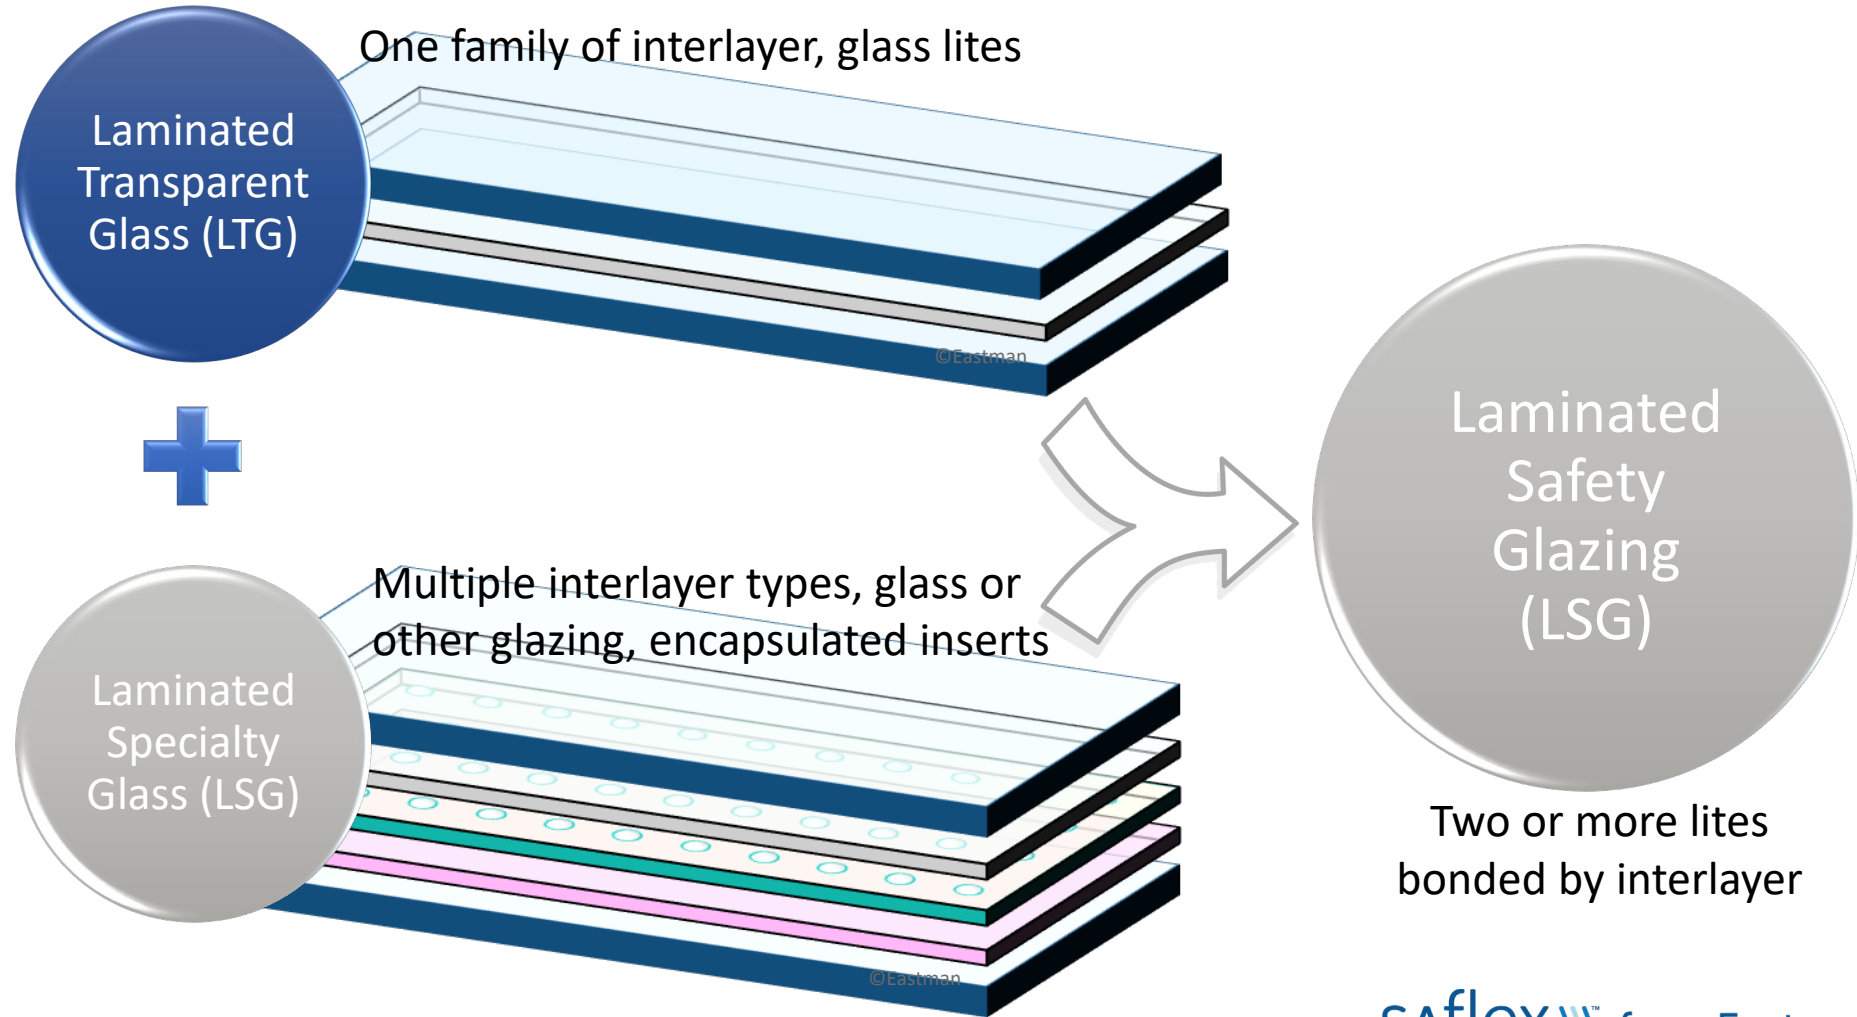 One family of interlayer, glass lites
Laminated
Transparent
Glass (LTG)
©Eastman
Multiple interlayer types, glass or
other glazing, encapsulated inserts
Laminated
Specialty
Glass (LSG)
©Eastman
Laminated
Safety
Glazing
(LSG)
Two or more lites
bonded by interlayer
saflex™